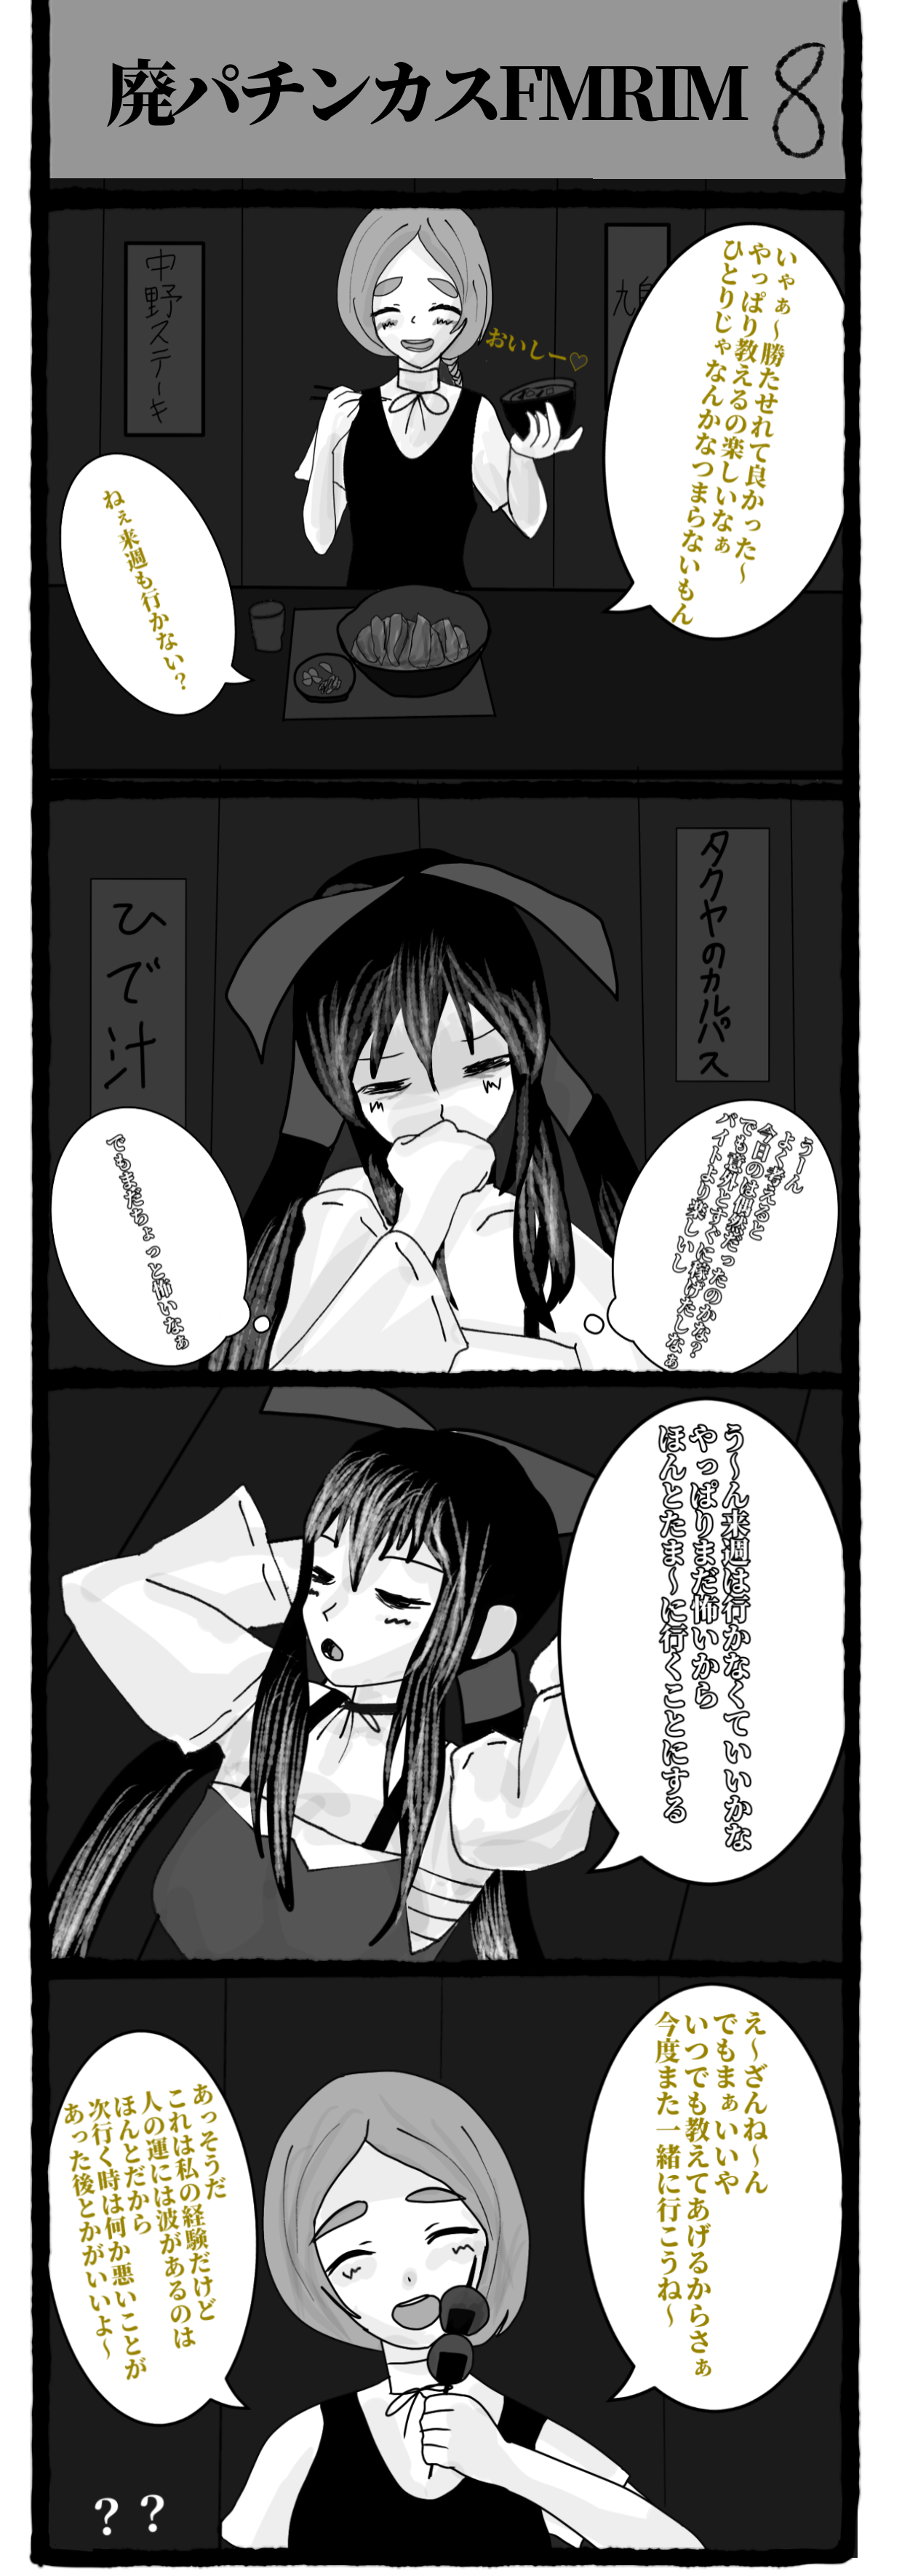 廃パチンカスFMRIM 8
いやぁ～勝たせれて良かった～
やっぱり教えるの楽しいなぁ
ひとりじゃなんかなつまらないもん
おいしー♡
中野ステーキ
ねぇ来週も行かない？
タクヤのカルパス
ひで汁
うーん
よく考えると
今日のは偶然だったのかな？
でも意外とすぐに稼げたしなぁ
バイトより楽しいし
でもまだちょっと怖いなぁ
う～ん来週は行かなくていいかな
やっぱりまだ怖いから
ほんとたま～に行くことにする
え～ざんね～ん
でもまぁいいや
いつでも教えてあげるからさぁ
今度また一緒に行こうね～
あっそうだ
これは私の経験だけど
人の運には波があるのは
ほんとだから
次行く時は何か悪いことが
あった後とかがいいよ～
？？